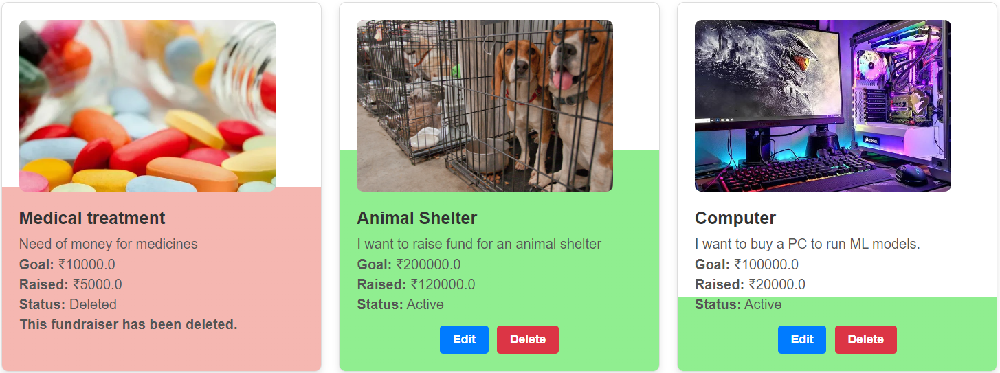 Medical treatment
Need of money for medicines
Goal: ₹10000.0
Raised: ₹5000.0
Status: Deleted
This fundraiser has been deleted.
Animal Shelter
I want to raise fund for an animal shelter
Goal: ₹200000.0
Raised: ₹120000.0
Status: Active
Edit Delete
Computer
I want to buy a PC to run ML models.
Goal: ₹100000.0
Raised: ₹20000.0
Status: Active
Edit Delete